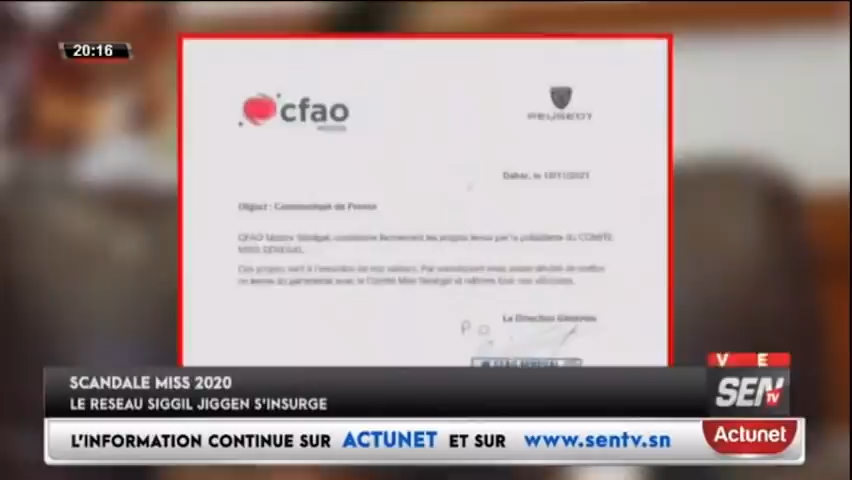 20:16
cfao
PEUGEOT
Dakar, le 18/11/2021
Object : Communiqué de Presse
CFAO Motors Sénégal, condamne fermement les propos tenus par la présidente du COMITE
MISS SENEGAL.
Ces propos sont à l'encontre de nos valeurs. Par conséquent nous avons décidé de mettre
un terme du partenariat avec le Comité Miss Sénégal et retirons tous nos véhicules.
La Direction Générale
P.O
SCANDALE MISS 2020
LE RESEAU SIGGIL JIGGEN S'INSURGE
V E
SEN TV
L'INFORMATION CONTINUE SUR ACTUNET ET SUR www.sentv.sn
Actunet